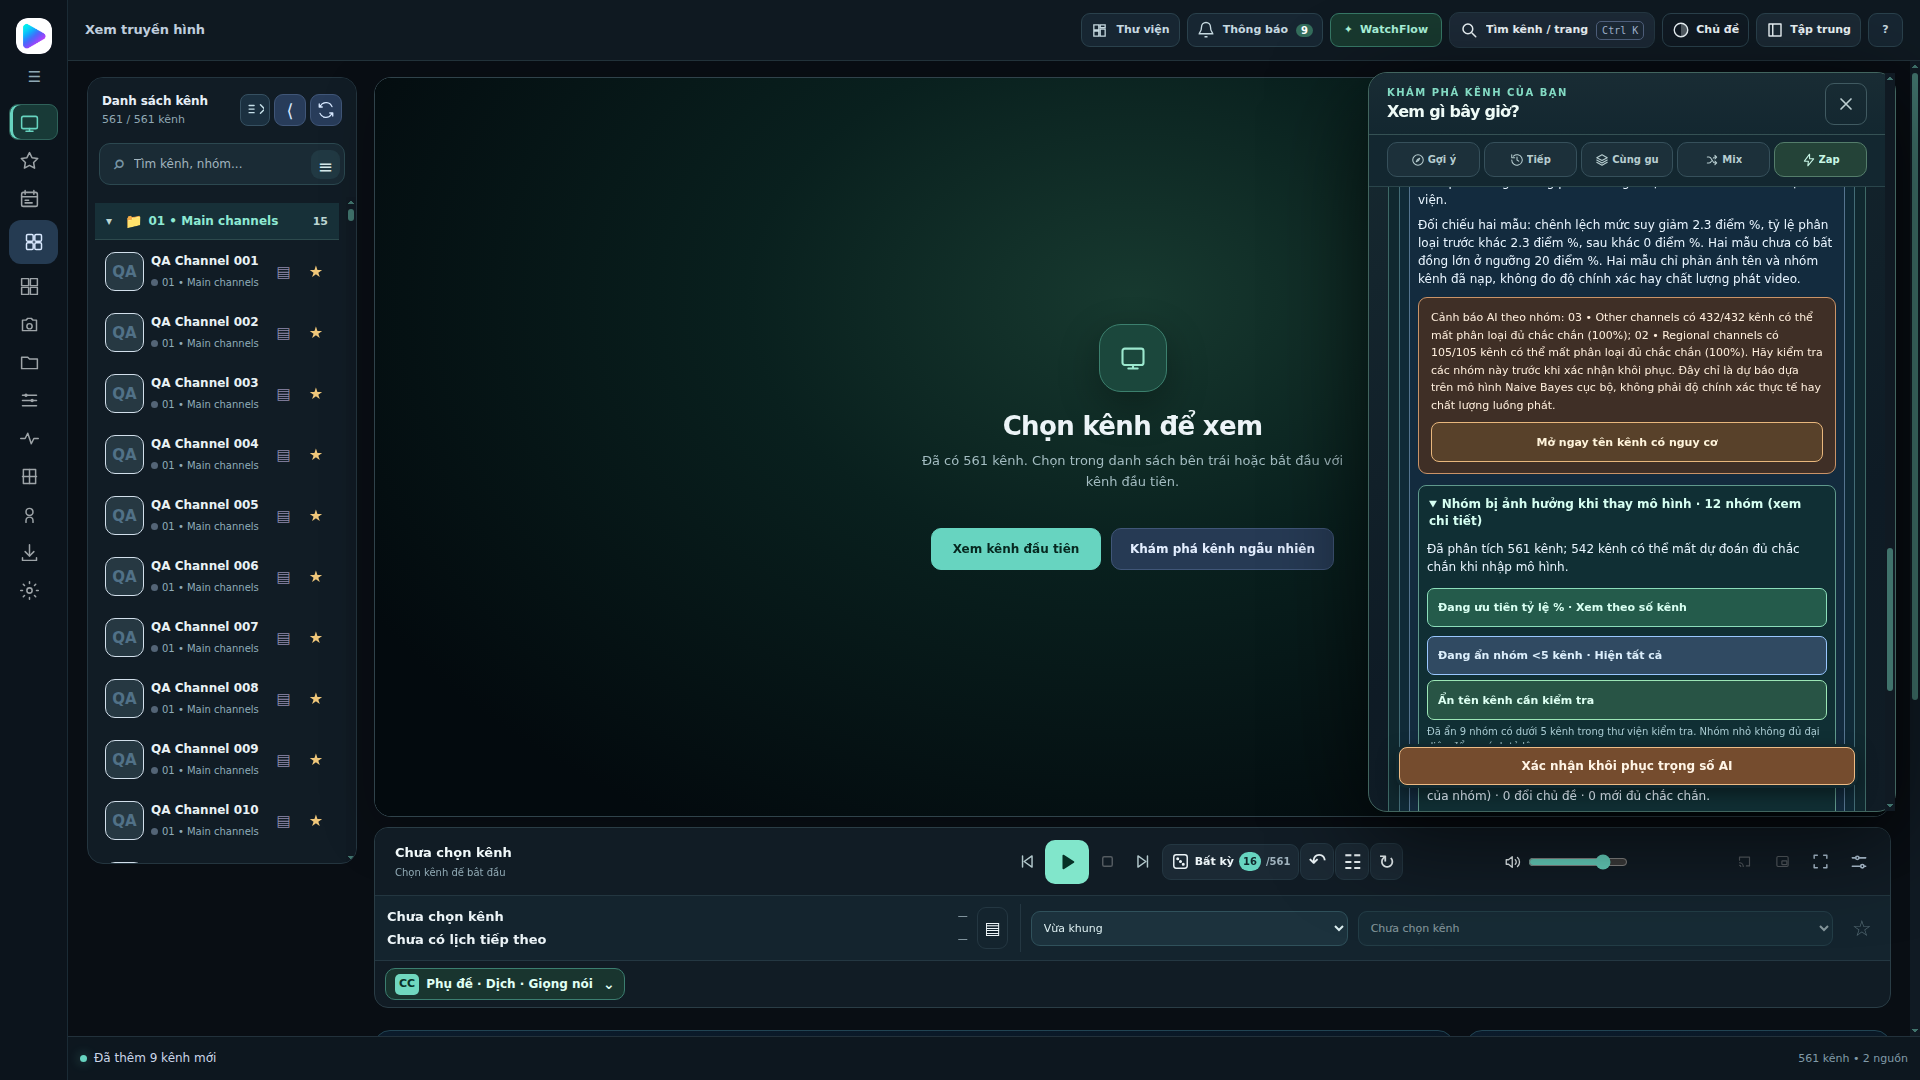 Xem truyền hình
Thư viện
Thông báo 9
✦ WatchFlow
Tìm kênh / trang Ctrl K
Chủ đề
Tập trung
?
Danh sách kênh
561 / 561 kênh
Tìm kênh, nhóm...
01 • Main channels 15
QA QA Channel 001
01 • Main channels
QA QA Channel 002
01 • Main channels
QA QA Channel 003
01 • Main channels
QA QA Channel 004
01 • Main channels
QA QA Channel 005
01 • Main channels
QA QA Channel 006
01 • Main channels
QA QA Channel 007
01 • Main channels
QA QA Channel 008
01 • Main channels
QA QA Channel 009
01 • Main channels
QA QA Channel 010
01 • Main channels
Chọn kênh để xem
Đã có 561 kênh. Chọn trong danh sách bên trái hoặc bắt đầu với
kênh đầu tiên.
Xem kênh đầu tiên
Khám phá kênh ngẫu nhiên
KHÁM PHÁ KÊNH CỦA BẠN
Xem gì bây giờ?
Gợi ý
Tiếp
Cùng gu
Mix
Zap
viện.
Đối chiếu hai mẫu: chênh lệch mức suy giảm 2.3 điểm %, tỷ lệ phân
loại trước khác 2.3 điểm %, sau khác 0 điểm %. Hai mẫu chưa có bất
đồng lớn ở ngưỡng 20 điểm %. Hai mẫu chỉ phản ánh tên và nhóm
kênh đã nạp, không đo độ chính xác hay chất lượng phát video.
Cảnh báo AI theo nhóm: 03 • Other channels có 432/432 kênh có thể
mất phân loại đủ chắc chắn (100%); 02 • Regional channels có
105/105 kênh có thể mất phân loại đủ chắc chắn (100%). Hãy kiểm tra
các nhóm này trước khi xác nhận khôi phục. Đây chỉ là dự báo dựa
trên mô hình Naive Bayes cục bộ, không phải độ chính xác thực tế hay
chất lượng luồng phát.
Mở ngay tên kênh có nguy cơ
▼ Nhóm bị ảnh hưởng khi thay mô hình · 12 nhóm (xem
chi tiết)
Đã phân tích 561 kênh; 542 kênh có thể mất dự đoán đủ chắc
chắn khi nhập mô hình.
Đang ưu tiên tỷ lệ % · Xem theo số kênh
Đang ẩn nhóm <5 kênh · Hiện tất cả
Ẩn tên kênh cần kiểm tra
Đã ẩn 9 nhóm có dưới 5 kênh trong thư viện kiểm tra. Nhóm nhỏ không đủ đại
Xác nhận khôi phục trọng số AI
của nhóm) · 0 đổi chủ đề · 0 mới đủ chắc chắn.
Chưa chọn kênh
Chọn kênh để bắt đầu
Bất kỳ 16 /561
Chưa chọn kênh —
Chưa có lịch tiếp theo —
Vừa khung
Chưa chọn kênh
CC Phụ đề · Dịch · Giọng nói
Đã thêm 9 kênh mới
561 kênh • 2 nguồn